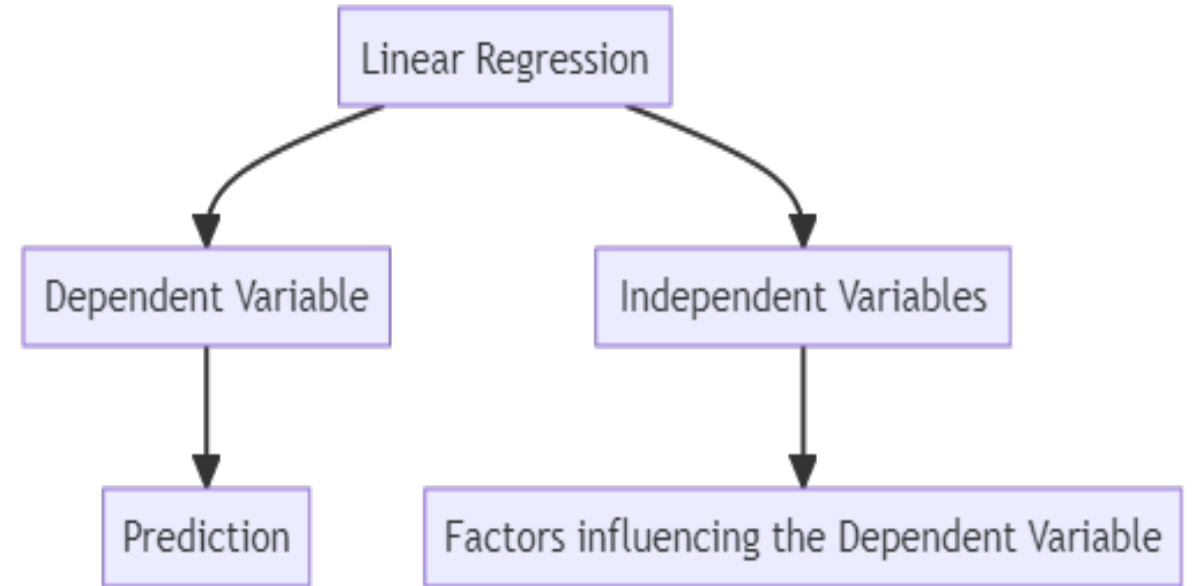 Linear Regression
Dependent Variable
Independent Variables
Prediction
Factors influencing the Dependent Variable